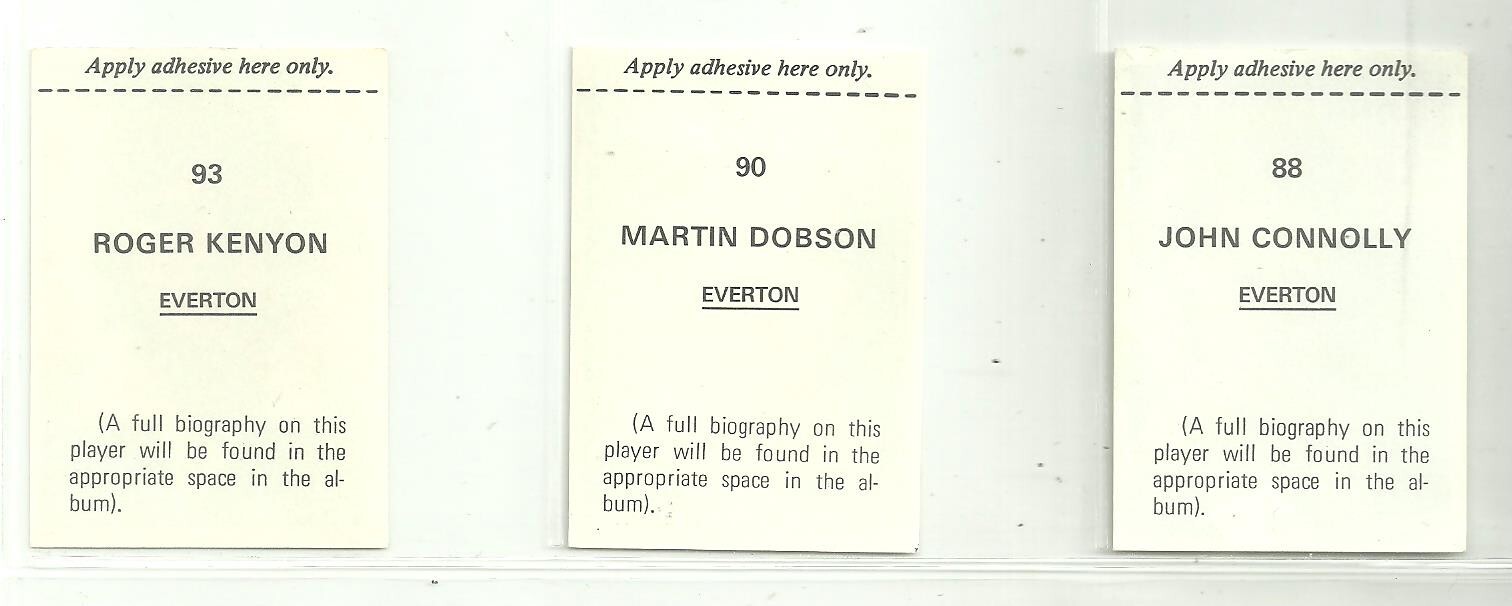 Apply adhesive here only.
93
ROGER KENYON
EVERTON
(A full biography on this
player will be found in the
appropriate space in the al-
bum).
Apply adhesive here only.
90
MARTIN DOBSON
EVERTON
(A full biography on this
player will be found in the
appropriate space in the al-
bum).
Apply adhesive here only.
88
JOHN CONNOLLY
EVERTON
(A full biography on this
player will be found in the
appropriate space in the al-
bum).